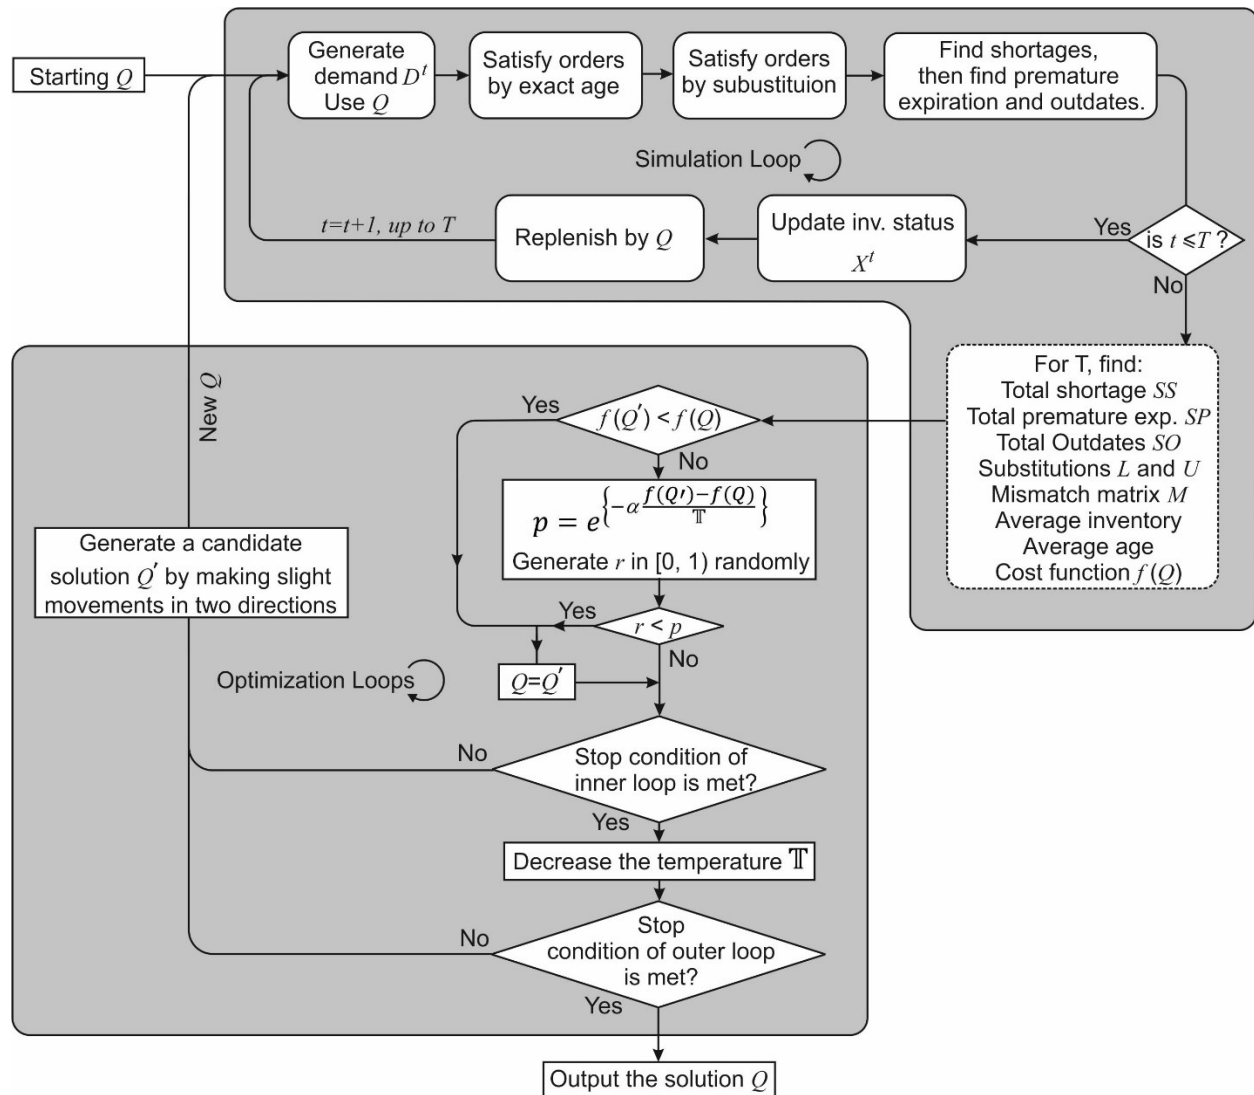 Starting Q
Generate
demand D^t
Use Q
Satisfy orders
by exact age
Satisfy orders
by subustituion
Find shortages,
then find premature
expiration and outdates.
Simulation Loop
t=t+1, up to T
Replenish by Q
Update inv. status
X^t
Yes
is t ⩽T ?
No
For T, find:
Total shortage SS
Total premature exp. SP
Total Outdates SO
Substitutions L and U
Mismatch matrix M
Average inventory
Average age
Cost function f (Q)
New Q
Yes
f (Q′) < f (Q)
No
p = e^{−α (f(Q′)−f(Q))/𝕋}
Generate r in [0, 1) randomly
Generate a candidate
solution Q′ by making slight
movements in two directions
Yes
r < p
No
Optimization Loops
Q=Q′
No
Stop condition of
inner loop is met?
Yes
Decrease the temperature 𝕋
No
Stop
condition of outer loop
is met?
Yes
Output the solution Q